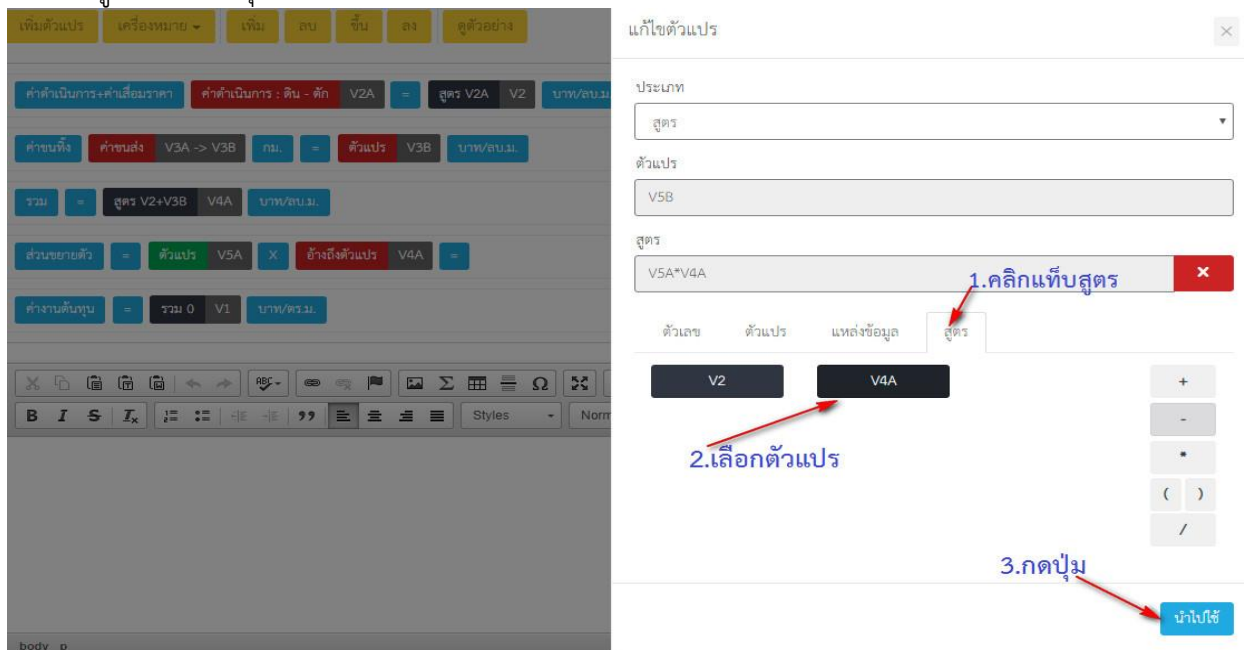 เพิ่มตัวแปร เครื่องหมาย เพิ่ม ลบ ขึ้น ลง ดูตัวอย่าง
ค่าดำเนินการ+ค่าเสื่อมราคา ค่าดำเนินการ : ดิน - ตัก V2A = สูตร V2A V2 บาท/ลบ.ม.
ค่าขนทิ้ง ค่าขนส่ง V3A -> V3B กม. = ตัวแปร V3B บาท/ลบ.ม.
รวม = สูตร V2+V3B V4A บาท/ลบ.ม.
ส่วนขยายตัว = ตัวแปร V5A X อ้างถึงตัวแปร V4A =
ค่างานต้นทุน = รวม 0 V1 บาท/ตร.ม.
ABC Σ Ω
B I S Ix Styles Norm
body p
แก้ไขตัวแปร ×
ประเภท
สูตร
ตัวแปร
V5B
สูตร
V5A*V4A ×
1.คลิกแท็บสูตร
ตัวเลข ตัวแปร แหล่งข้อมูล สูตร
V2 V4A +
-
2.เลือกตัวแปร *
( )
/
3.กดปุ่ม
นำไปใช้